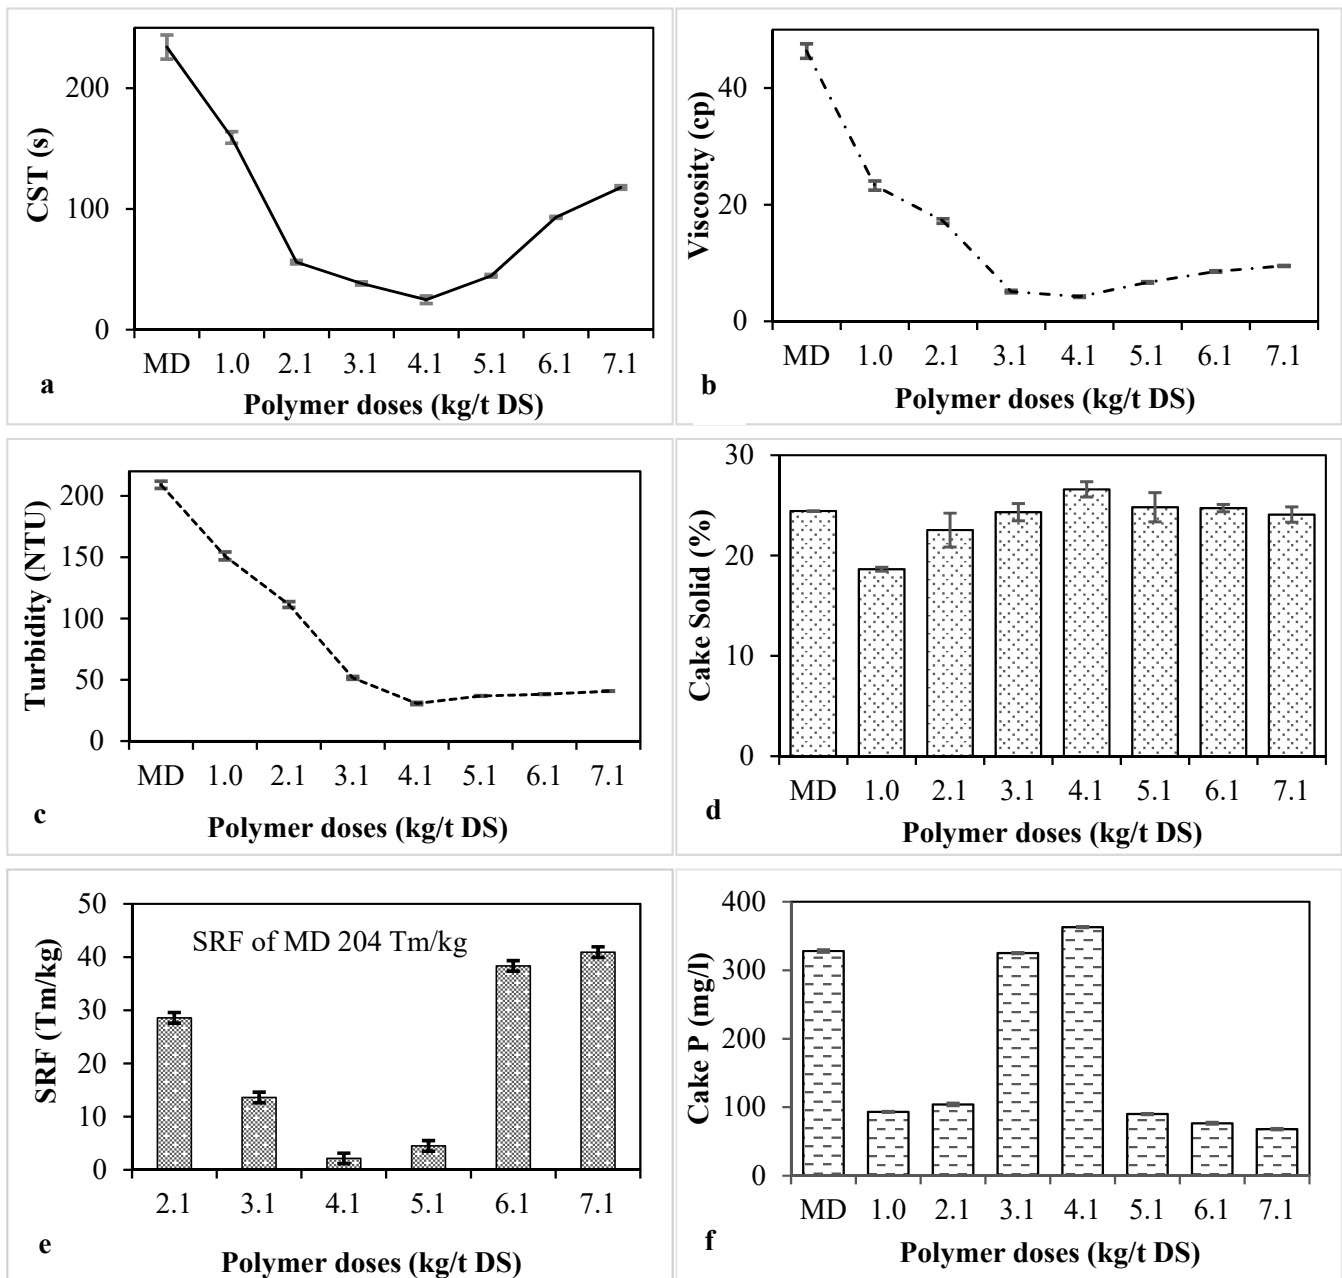 CST (s)
200
100
0
MD 1.0 2.1 3.1 4.1 5.1 6.1 7.1
a
Polymer doses (kg/t DS)
Viscosity (cp)
40
20
0
MD 1.0 2.1 3.1 4.1 5.1 6.1 7.1
b
Polymer doses (kg/t DS)
Turbidity (NTU)
200
150
100
50
0
MD 1.0 2.1 3.1 4.1 5.1 6.1 7.1
c
Polymer doses (kg/t DS)
Cake Solid (%)
30
20
10
0
MD 1.0 2.1 3.1 4.1 5.1 6.1 7.1
d
Polymer doses (kg/t DS)
SRF (Tm/kg)
50
40
30
20
10
0
SRF of MD 204 Tm/kg
2.1 3.1 4.1 5.1 6.1 7.1
e
Polymer doses (kg/t DS)
Cake P (mg/l)
400
300
200
100
0
MD 1.0 2.1 3.1 4.1 5.1 6.1 7.1
f
Polymer doses (kg/t DS)